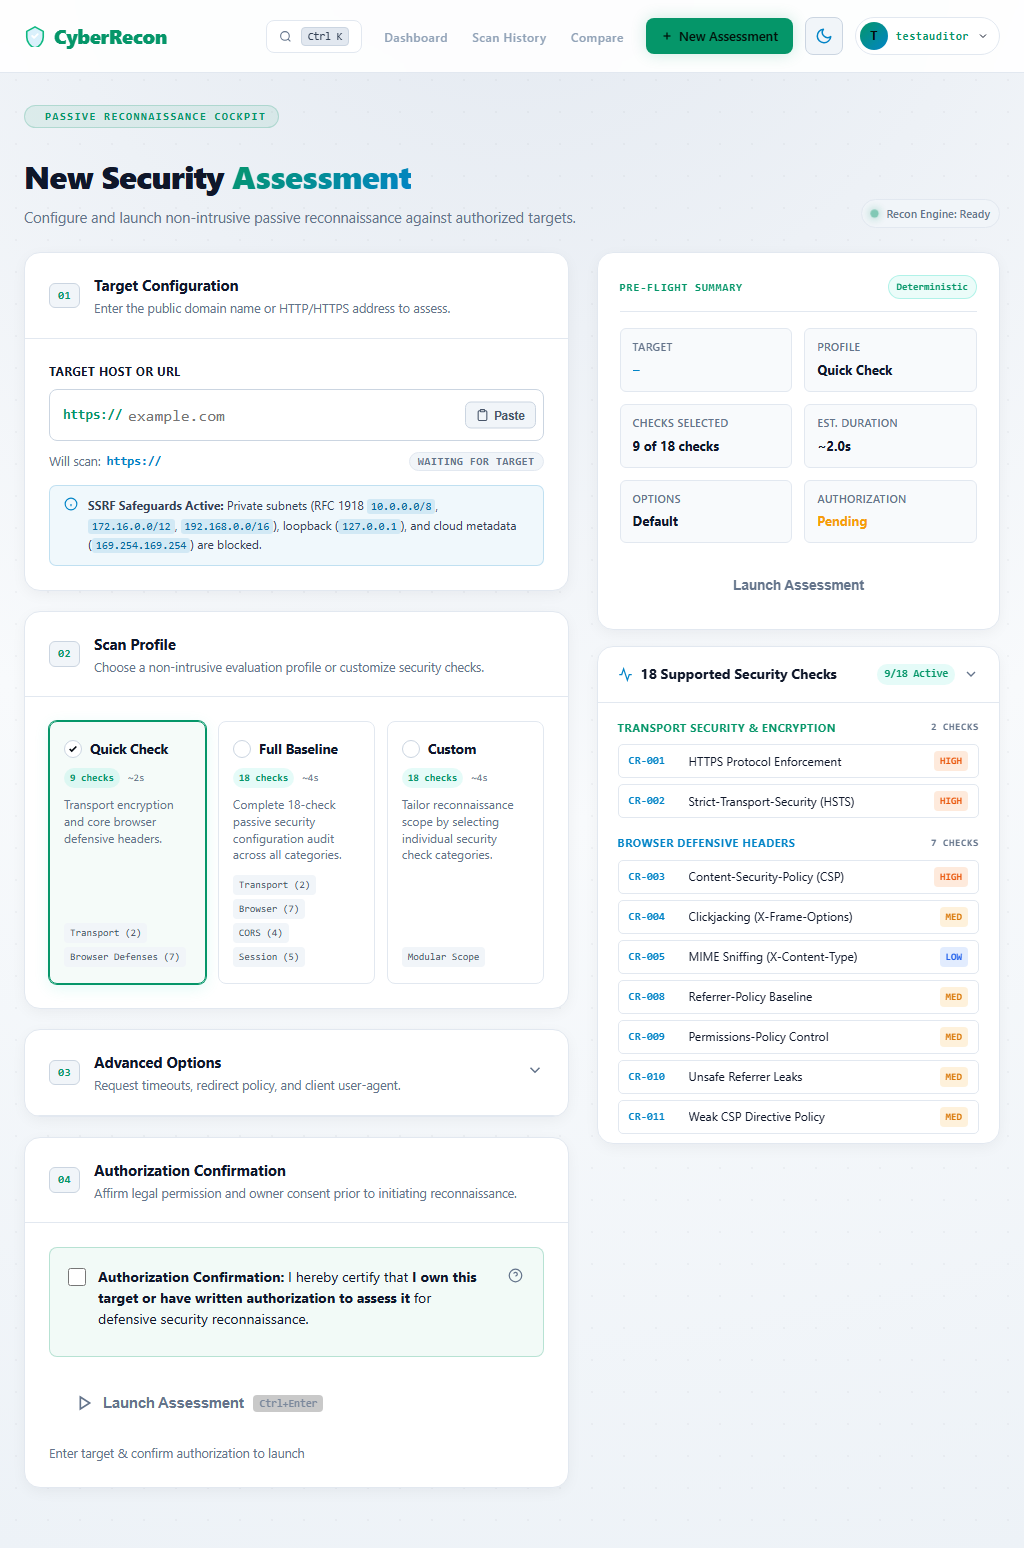 CyberRecon
Ctrl K
Dashboard
Scan History
Compare
+ New Assessment
T
testauditor
PASSIVE RECONNAISSANCE COCKPIT
New Security Assessment
Configure and launch non-intrusive passive reconnaissance against authorized targets.
Recon Engine: Ready
01
Target Configuration
Enter the public domain name or HTTP/HTTPS address to assess.
TARGET HOST OR URL
https:// example.com
Paste
Will scan: https://
WAITING FOR TARGET
SSRF Safeguards Active: Private subnets (RFC 1918 10.0.0.0/8,
172.16.0.0/12, 192.168.0.0/16), loopback (127.0.0.1), and cloud metadata
(169.254.169.254) are blocked.
02
Scan Profile
Choose a non-intrusive evaluation profile or customize security checks.
Quick Check
9 checks ~2s
Transport encryption
and core browser
defensive headers.
Transport (2)
Browser Defenses (7)
Full Baseline
18 checks ~4s
Complete 18-check
passive security
configuration audit
across all categories.
Transport (2)
Browser (7)
CORS (4)
Session (5)
Custom
18 checks ~4s
Tailor reconnaissance
scope by selecting
individual security
check categories.
Modular Scope
03
Advanced Options
Request timeouts, redirect policy, and client user-agent.
04
Authorization Confirmation
Affirm legal permission and owner consent prior to initiating reconnaissance.
Authorization Confirmation: I hereby certify that I own this
target or have written authorization to assess it for
defensive security reconnaissance.
Launch Assessment Ctrl+Enter
Enter target & confirm authorization to launch
PRE-FLIGHT SUMMARY
Deterministic
TARGET
–
PROFILE
Quick Check
CHECKS SELECTED
9 of 18 checks
EST. DURATION
~2.0s
OPTIONS
Default
AUTHORIZATION
Pending
Launch Assessment
18 Supported Security Checks
9/18 Active
TRANSPORT SECURITY & ENCRYPTION
2 CHECKS
CR-001 HTTPS Protocol Enforcement HIGH
CR-002 Strict-Transport-Security (HSTS) HIGH
BROWSER DEFENSIVE HEADERS
7 CHECKS
CR-003 Content-Security-Policy (CSP) HIGH
CR-004 Clickjacking (X-Frame-Options) MED
CR-005 MIME Sniffing (X-Content-Type) LOW
CR-008 Referrer-Policy Baseline MED
CR-009 Permissions-Policy Control MED
CR-010 Unsafe Referrer Leaks MED
CR-011 Weak CSP Directive Policy MED